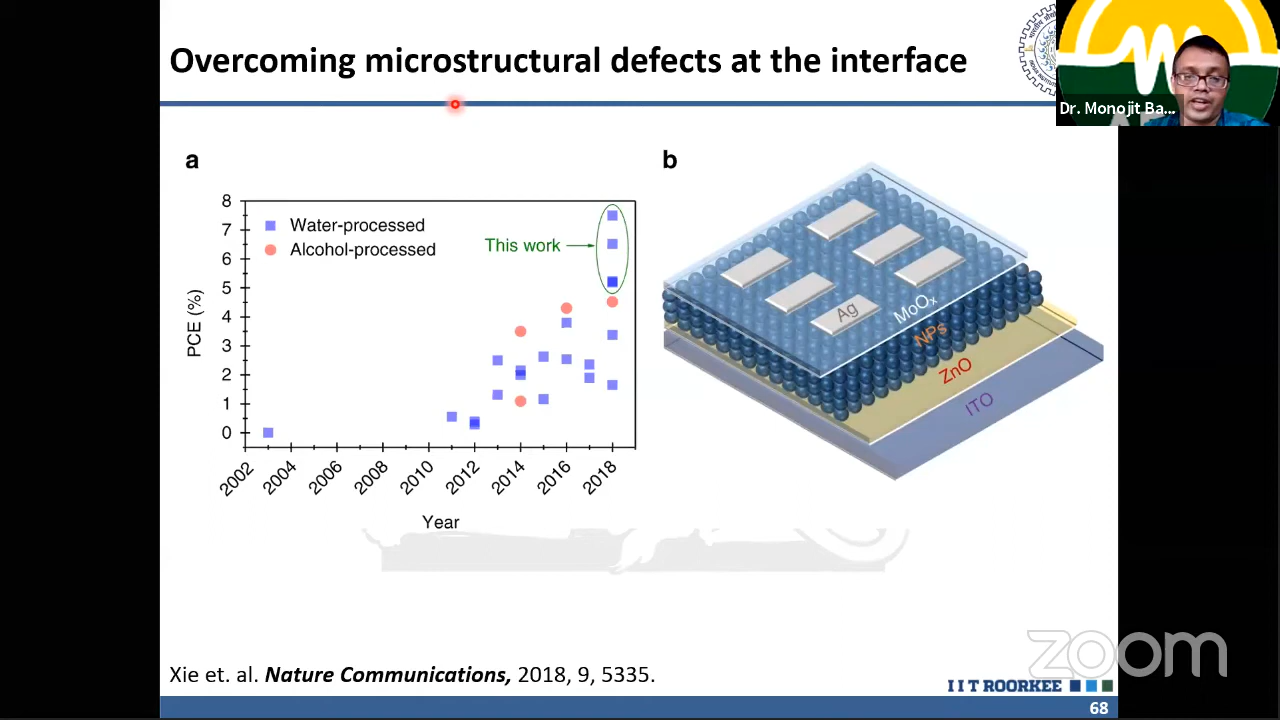 Overcoming microstructural defects at the interface
Dr. Monojit Ba...
a
b
8
7
6
5
4
3
2
1
0
PCE (%)
Water-processed
Alcohol-processed
This work
2002
2004
2006
2008
2010
2012
2014
2016
2018
Year
Ag
MoOₓ
NPs
ZnO
ITO
Xie et. al. Nature Communications, 2018, 9, 5335.
zoom
IIT ROORKEE
68